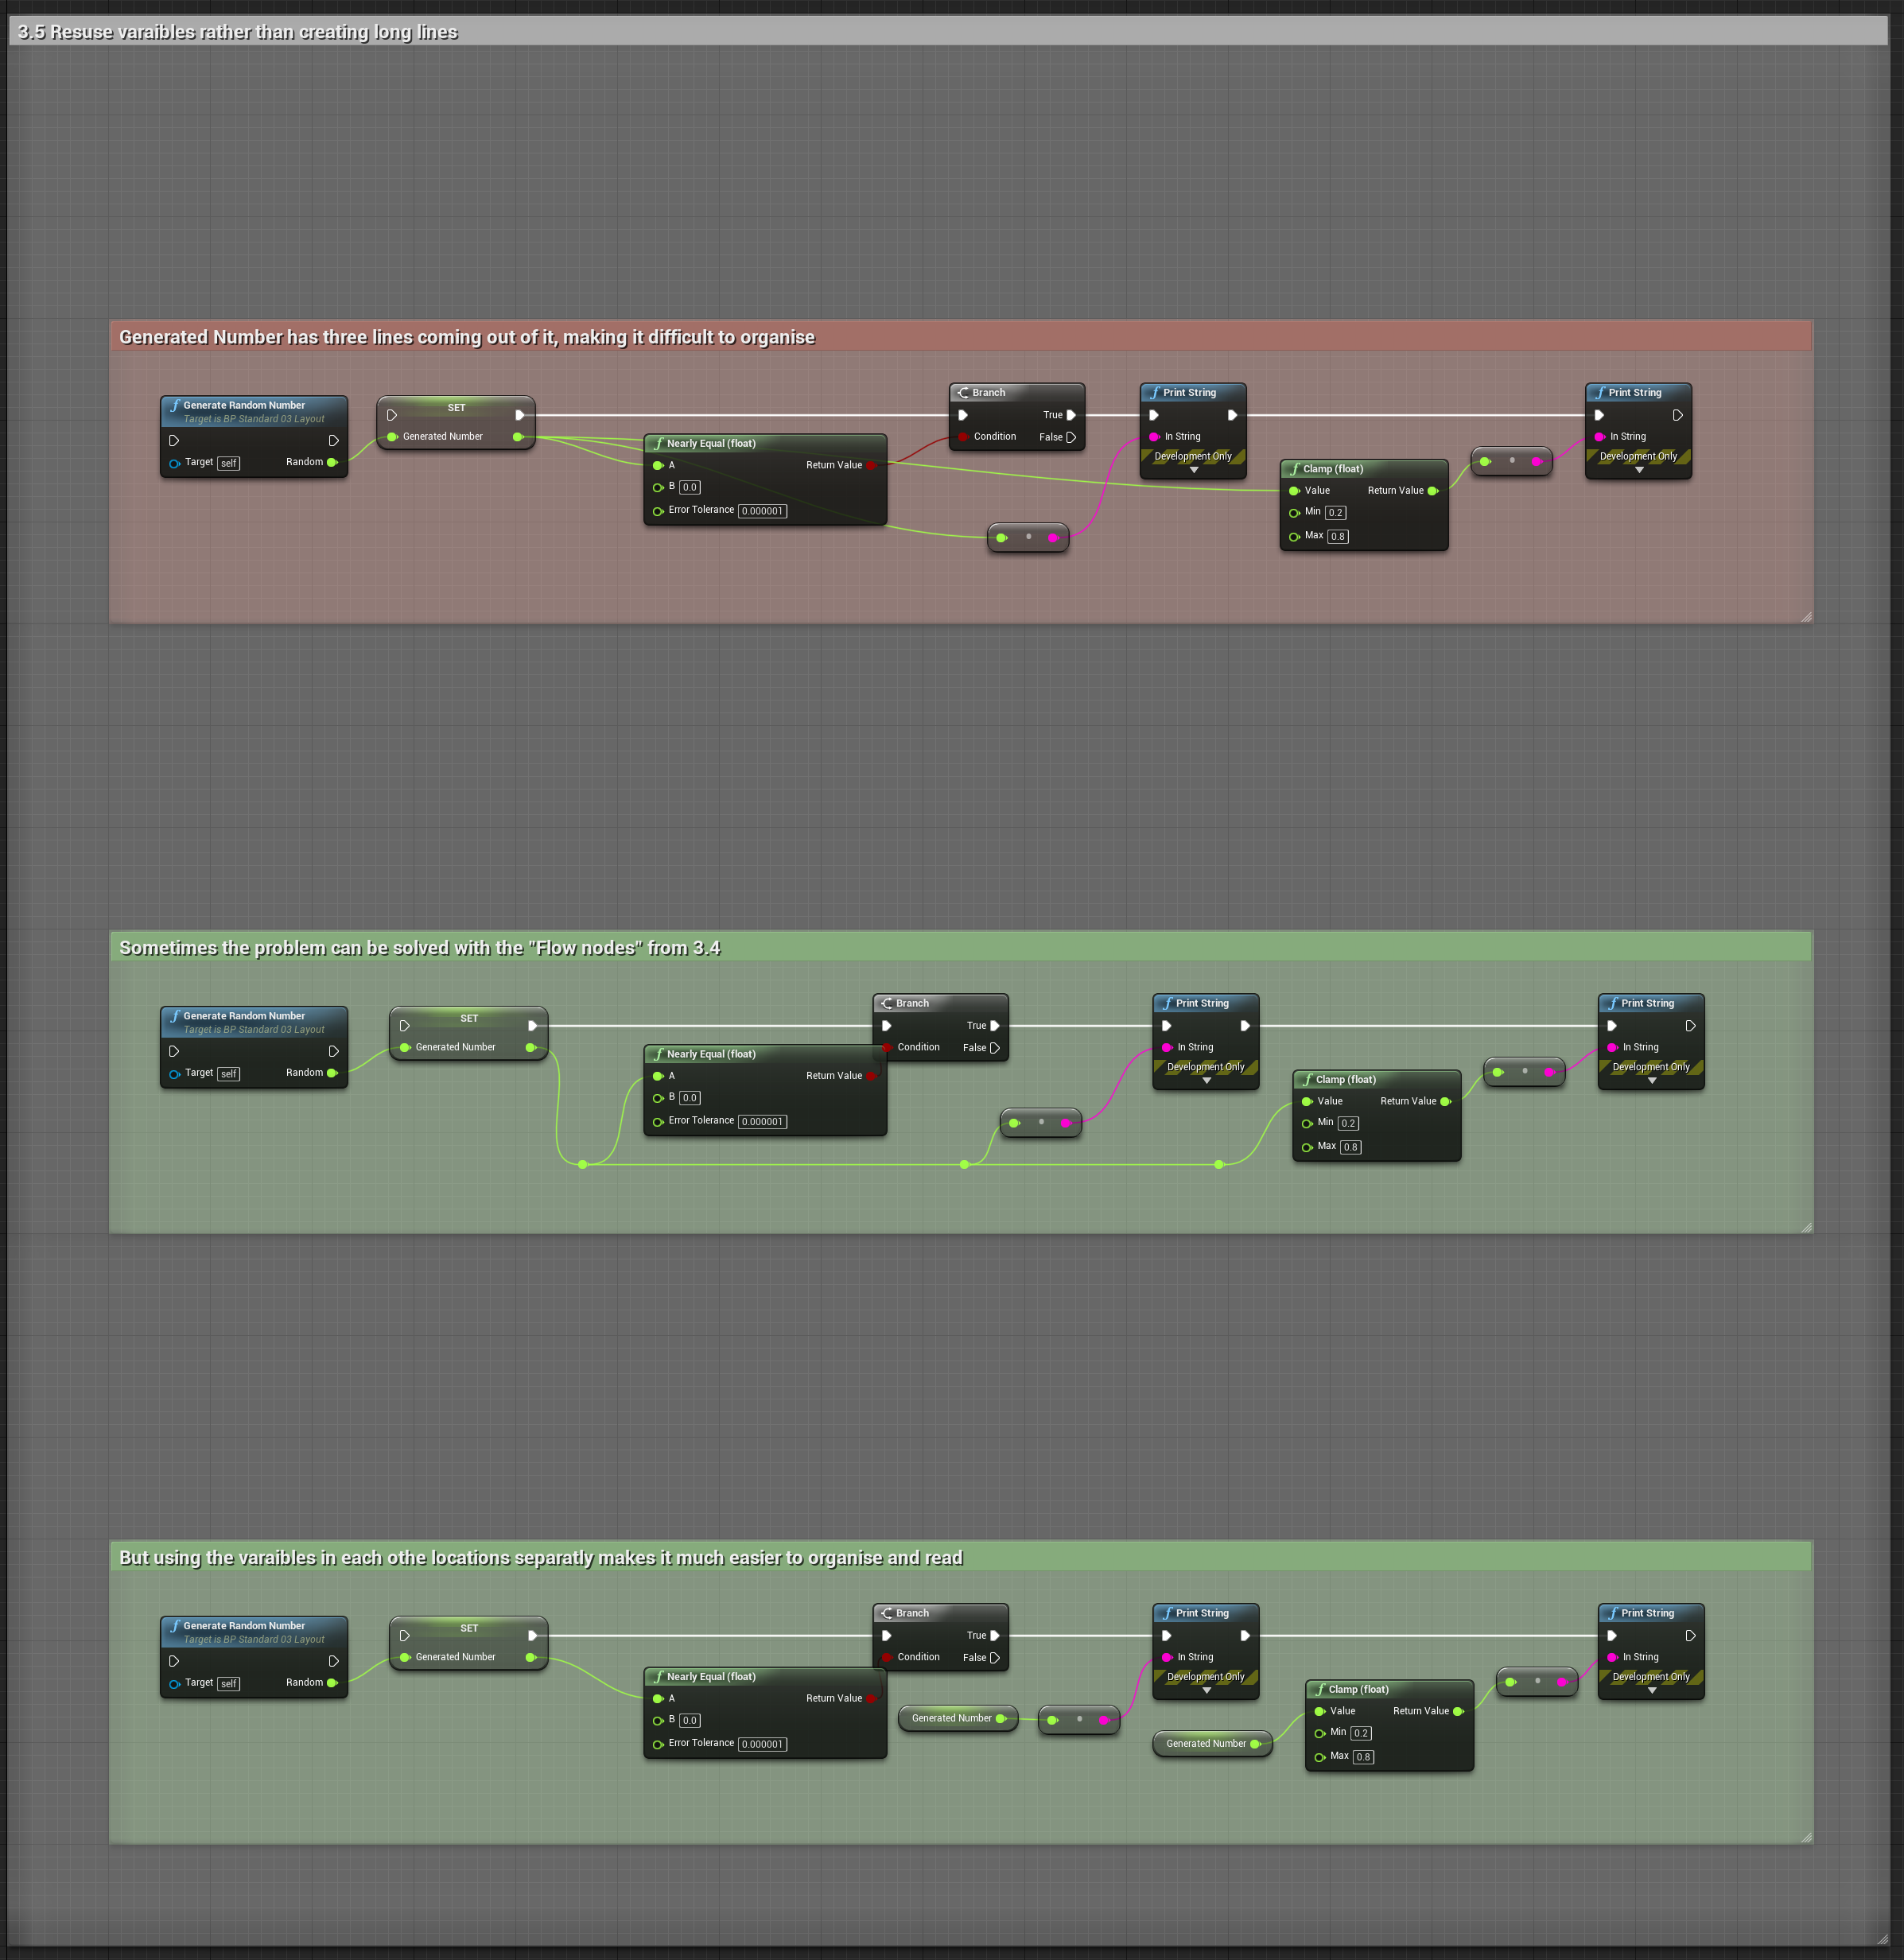 3.5 Resuse varaibles rather than creating long lines
Generated Number has three lines coming out of it, making it difficult to organise
Generate Random Number
Target is BP Standard 03 Layout
Target self Random
SET
Generated Number
Nearly Equal (float)
A Return Value
B 0.0
Error Tolerance 0.000001
Branch
True
Condition False
Print String
In String
Development Only
Clamp (float)
Value Return Value
Min 0.2
Max 0.8
Print String
In String
Development Only
Sometimes the problem can be solved with the "Flow nodes" from 3.4
Generate Random Number
Target is BP Standard 03 Layout
Target self Random
SET
Generated Number
Nearly Equal (float)
A Return Value
B 0.0
Error Tolerance 0.000001
Branch
True
Condition False
Print String
In String
Development Only
Clamp (float)
Value Return Value
Min 0.2
Max 0.8
Print String
In String
Development Only
But using the varaibles in each othe locations separatly makes it much easier to organise and read
Generate Random Number
Target is BP Standard 03 Layout
Target self Random
SET
Generated Number
Nearly Equal (float)
A Return Value
B 0.0
Error Tolerance 0.000001
Branch
True
Condition False
Generated Number
Print String
In String
Development Only
Generated Number
Clamp (float)
Value Return Value
Min 0.2
Max 0.8
Print String
In String
Development Only